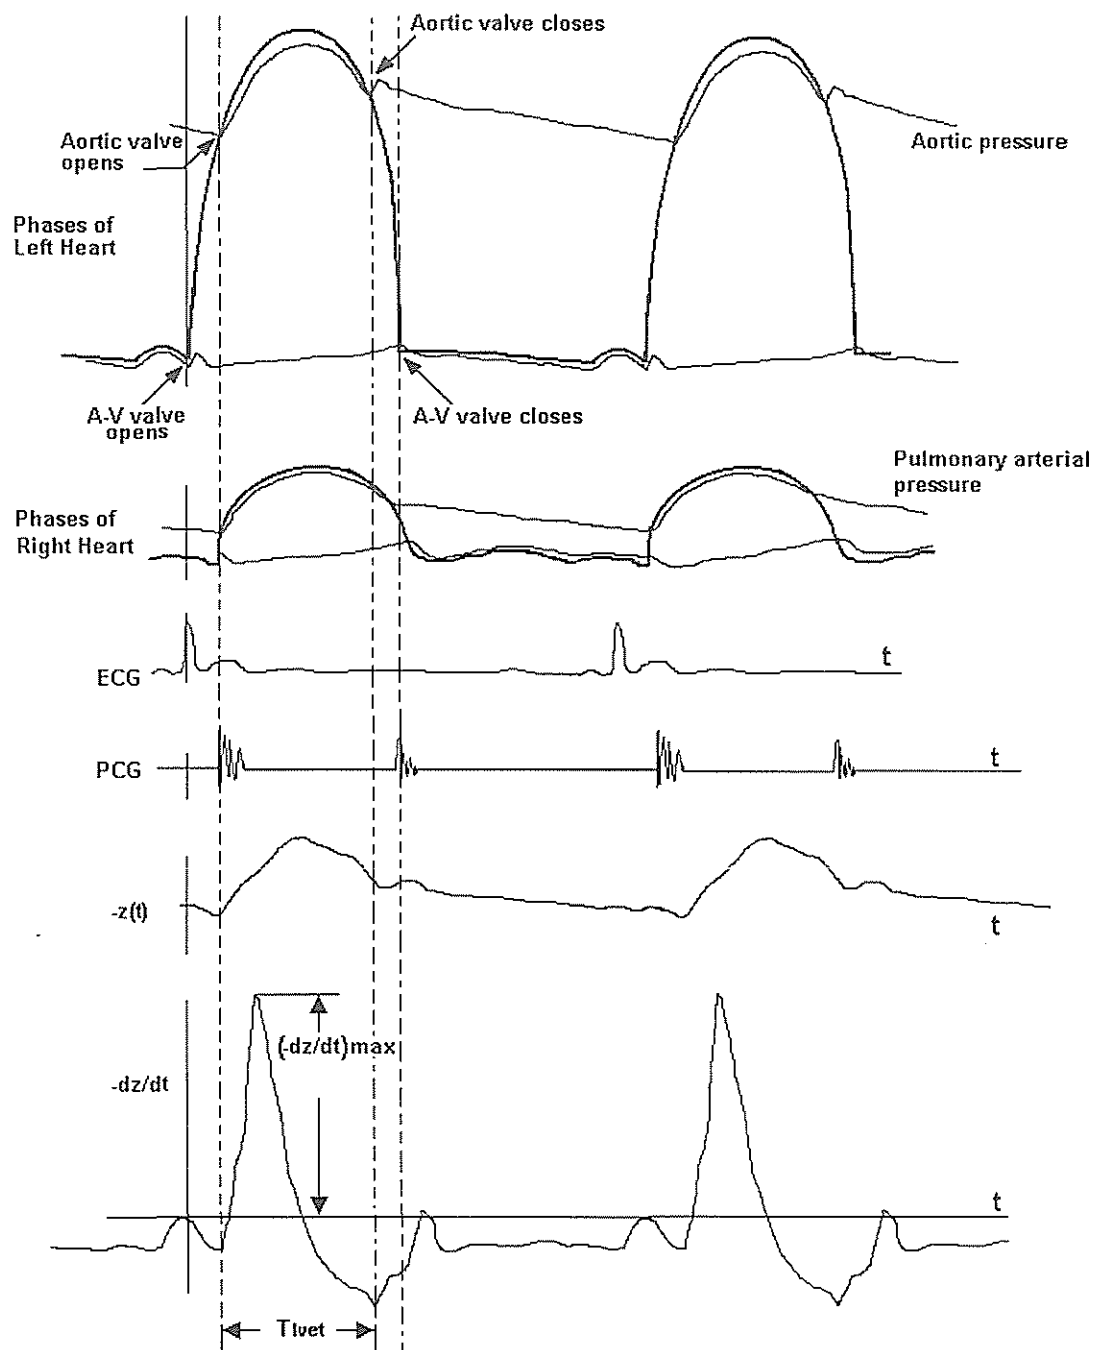 Aortic valve closes
Aortic valve
opens
Aortic pressure
Phases of
Left Heart
A-V valve
opens
A-V valve closes
Pulmonary arterial
pressure
Phases of
Right Heart
ECG
t
PCG
t
-z(t)
t
(-dz/dt)max
-dz/dt
t
Tlvet